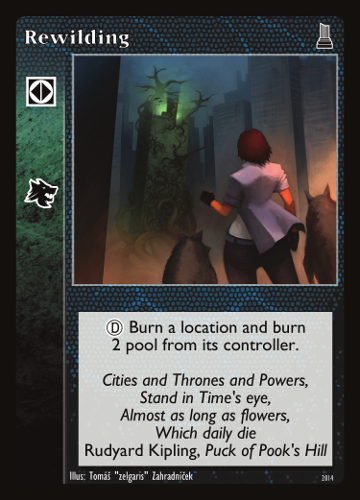 Rewilding
Ⓓ Burn a location and burn
2 pool from its controller.
Cities and Thrones and Powers,
Stand in Time's eye,
Almost as long as flowers,
Which daily die
Rudyard Kipling, Puck of Pook's Hill
Illus: Tomáš "zelgaris" Zahradníček
2014